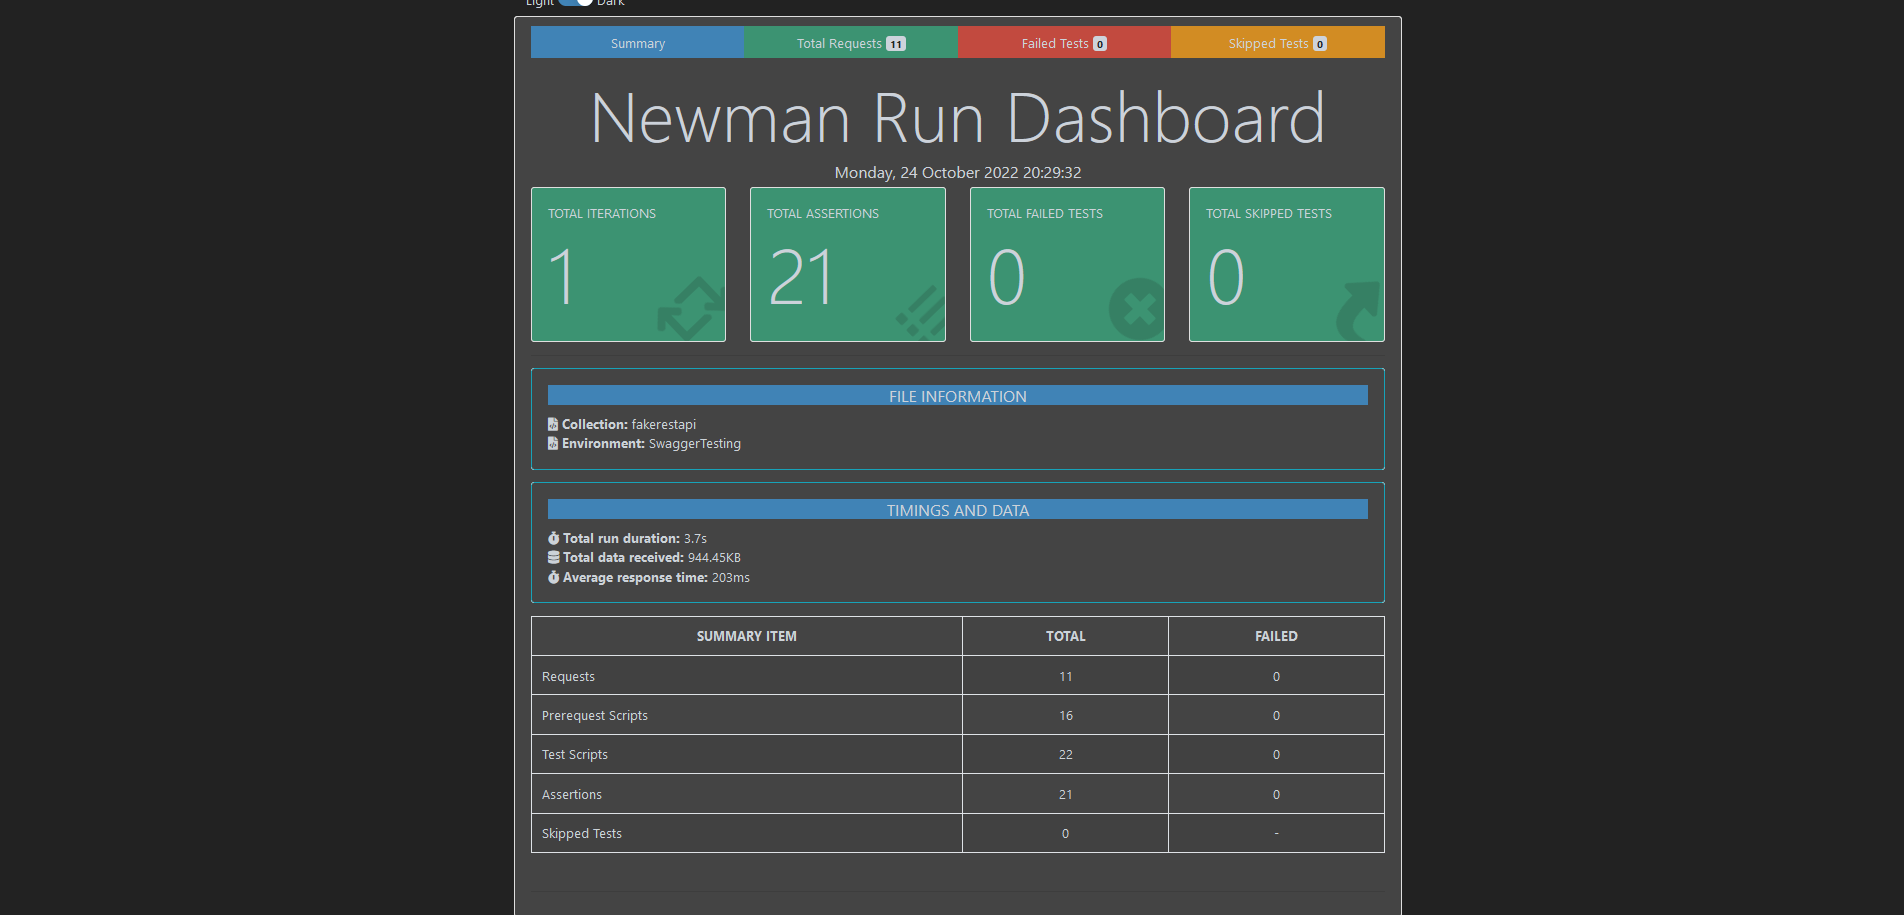 Light Dark
Summary Total Requests 11 Failed Tests 0 Skipped Tests 0
Newman Run Dashboard
Monday, 24 October 2022 20:29:32
TOTAL ITERATIONS
1
TOTAL ASSERTIONS
21
TOTAL FAILED TESTS
0
TOTAL SKIPPED TESTS
0
FILE INFORMATION
Collection: fakerestapi
Environment: SwaggerTesting
TIMINGS AND DATA
Total run duration: 3.7s
Total data received: 944.45KB
Average response time: 203ms
SUMMARY ITEM TOTAL FAILED
Requests 11 0
Prerequest Scripts 16 0
Test Scripts 22 0
Assertions 21 0
Skipped Tests 0 -